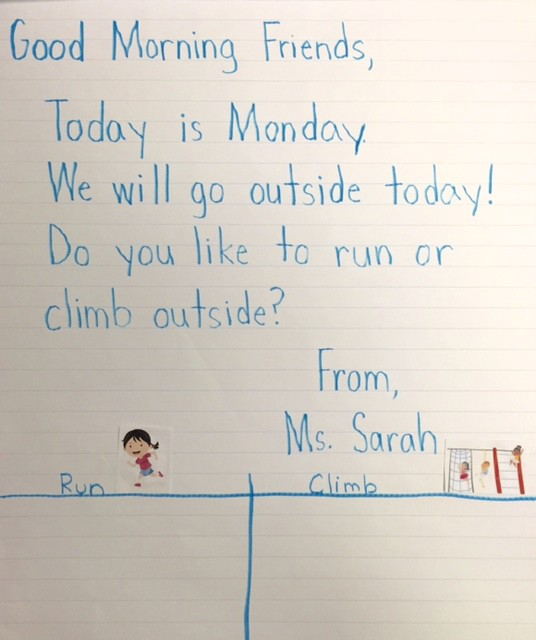 Good Morning Friends,
Today is Monday.
We will go outside today!
Do you like to run or
climb outside?
From,
Ms. Sarah
Run
Climb